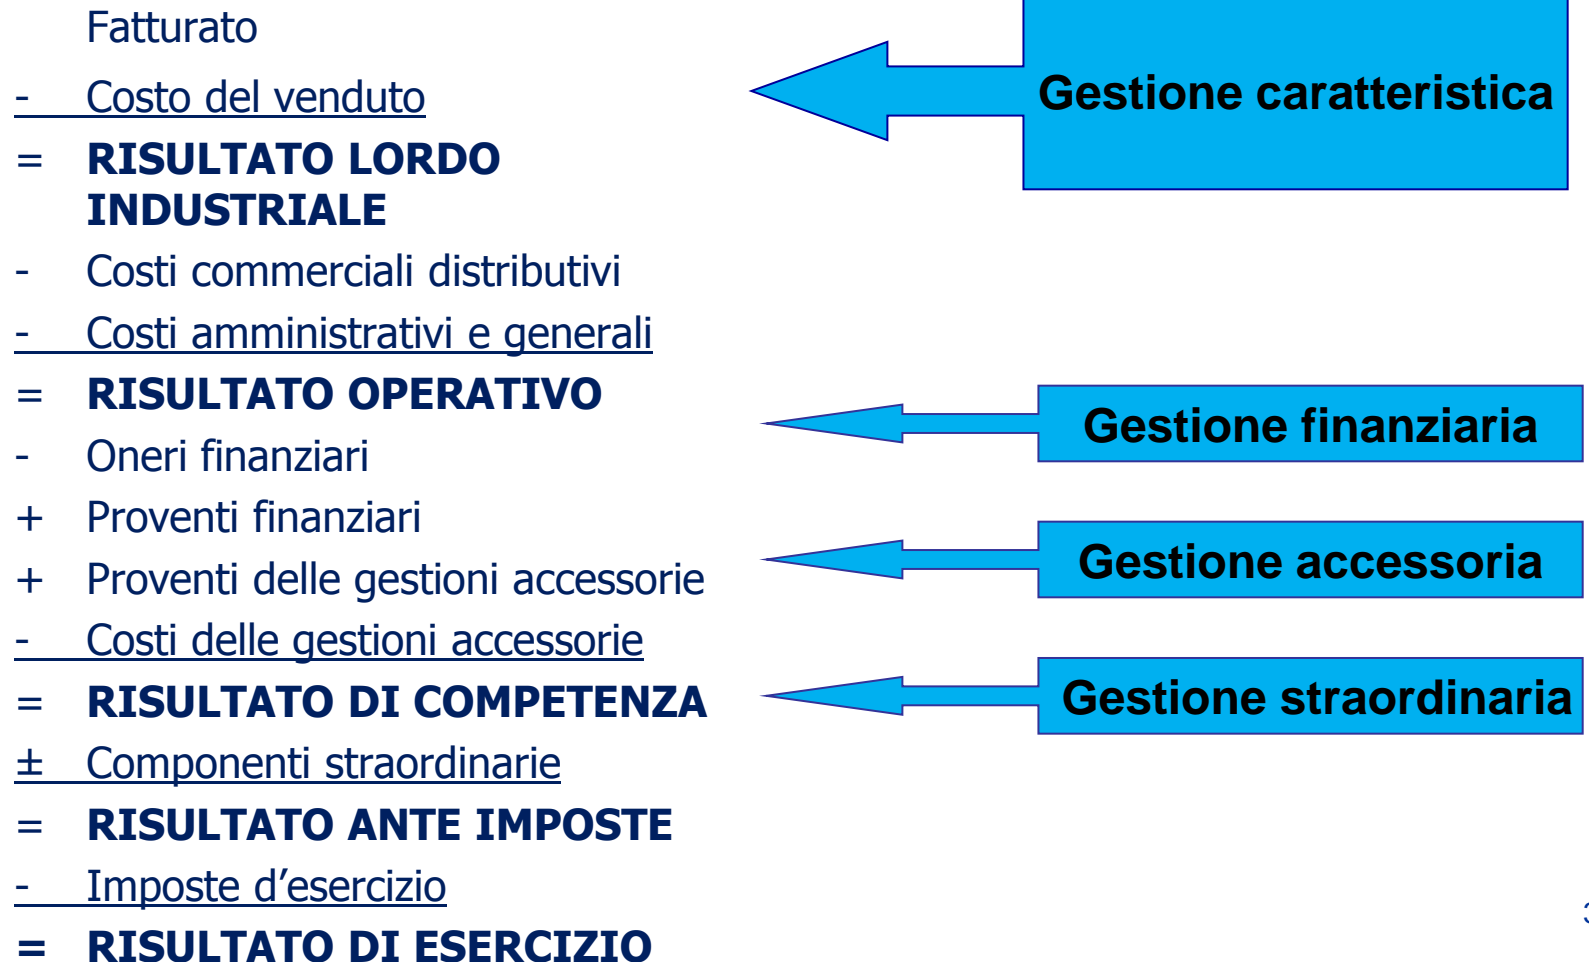 Fatturato
- Costo del venduto
= RISULTATO LORDO
INDUSTRIALE
- Costi commerciali distributivi
- Costi amministrativi e generali
= RISULTATO OPERATIVO
- Oneri finanziari
+ Proventi finanziari
+ Proventi delle gestioni accessorie
- Costi delle gestioni accessorie
= RISULTATO DI COMPETENZA
± Componenti straordinarie
= RISULTATO ANTE IMPOSTE
- Imposte d’esercizio
= RISULTATO DI ESERCIZIO
Gestione caratteristica
Gestione finanziaria
Gestione accessoria
Gestione straordinaria